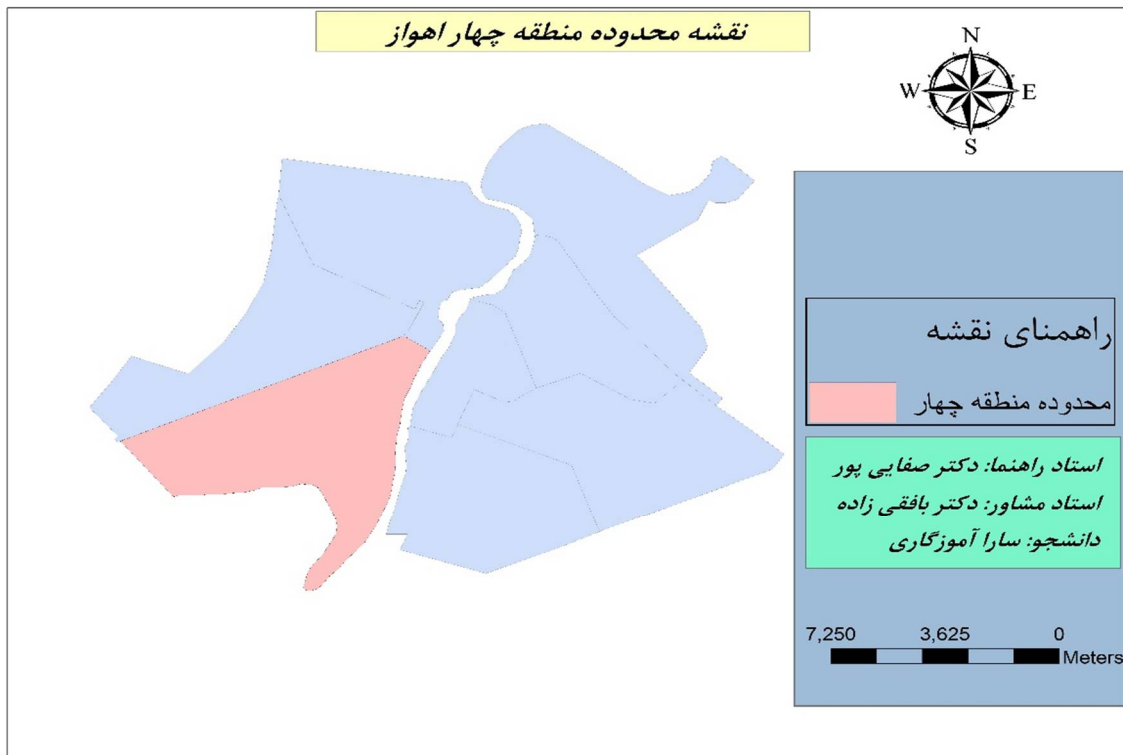 نقشه محدوده منطقه چهار اهواز
N
W E
S
راهمنای نقشه
محدوده منطقه چهار
استاد راهنما: دکتر صفایی پور
استاد مشاور: دکتر بافقی زاده
دانشجو: سارا آموزگاری
7,250 3,625 0
Meters